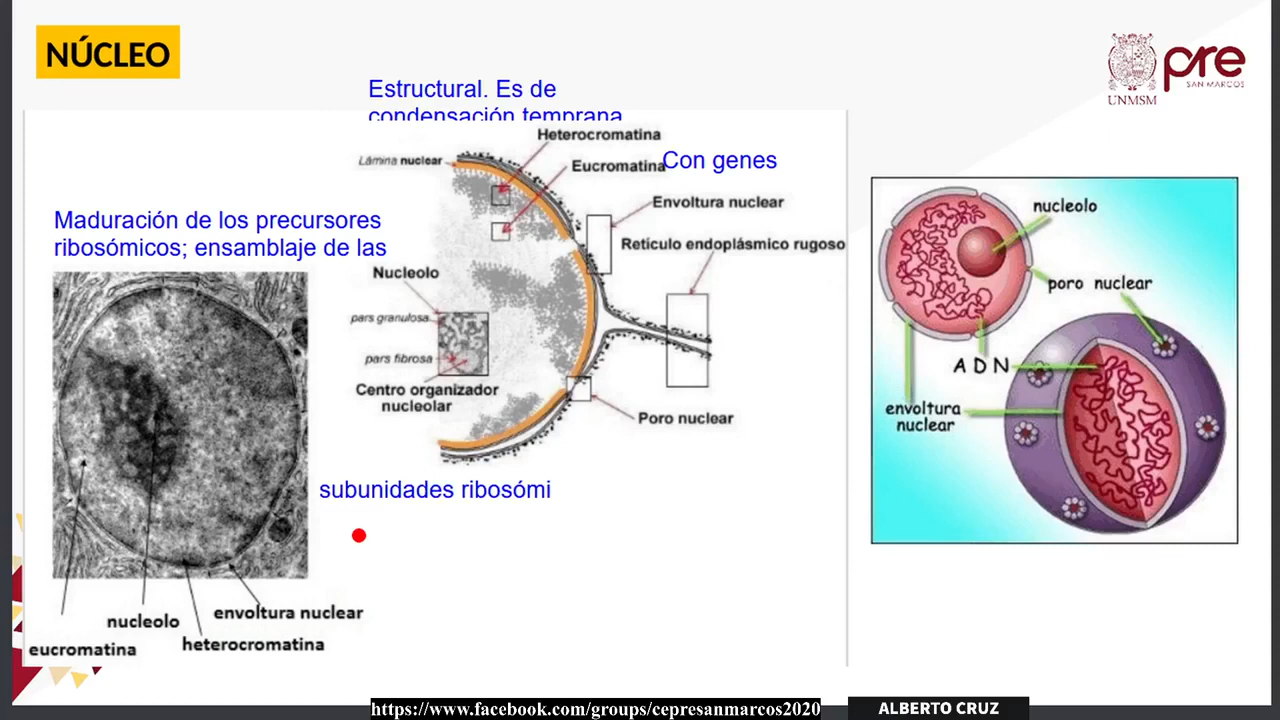 NÚCLEO
UNMSM
pre
SAN MARCOS
Estructural. Es de
condensación temprana
Heterocromatina
Lámina nuclear
Eucromatina
Con genes
Envoltura nuclear
Maduración de los precursores
ribosómicos; ensamblaje de las
Retículo endoplásmico rugoso
Nucleolo
pars granulosa
pars fibrosa
Centro organizador
nucleolar
Poro nuclear
subunidades ribosómi
nucleolo
poro nuclear
ADN
envoltura
nuclear
envoltura nuclear
nucleolo
heterocromatina
eucromatina
https://www.facebook.com/groups/cepresanmarcos2020
ALBERTO CRUZ